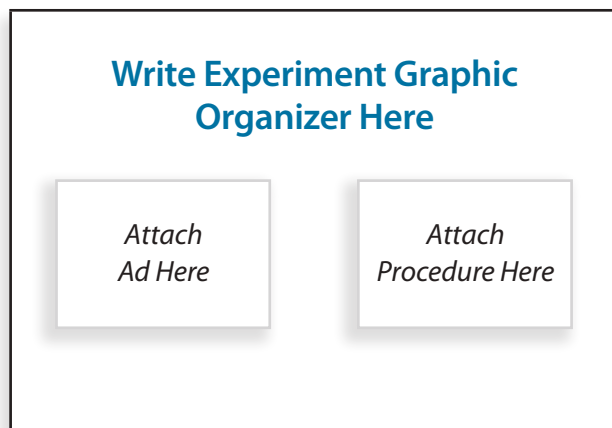 Write Experiment Graphic
Organizer Here
Attach
Ad Here
Attach
Procedure Here